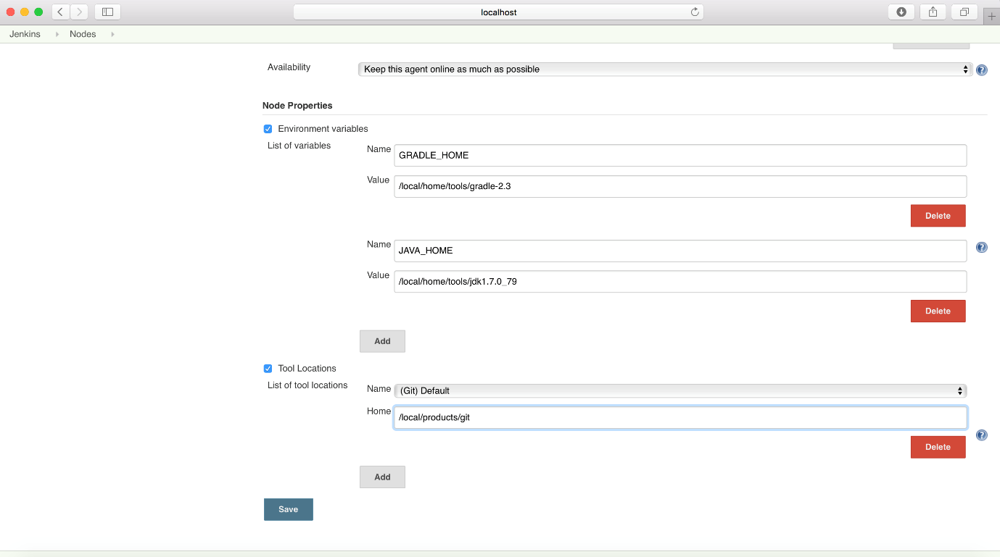 localhost
Jenkins Nodes
Availability Keep this agent online as much as possible
Node Properties
Environment variables
List of variables
Name GRADLE_HOME
Value /local/home/tools/gradle-2.3
Delete
Name JAVA_HOME
Value /local/home/tools/jdk1.7.0_79
Delete
Add
Tool Locations
List of tool locations
Name (Git) Default
Home /local/products/git
Delete
Add
Save